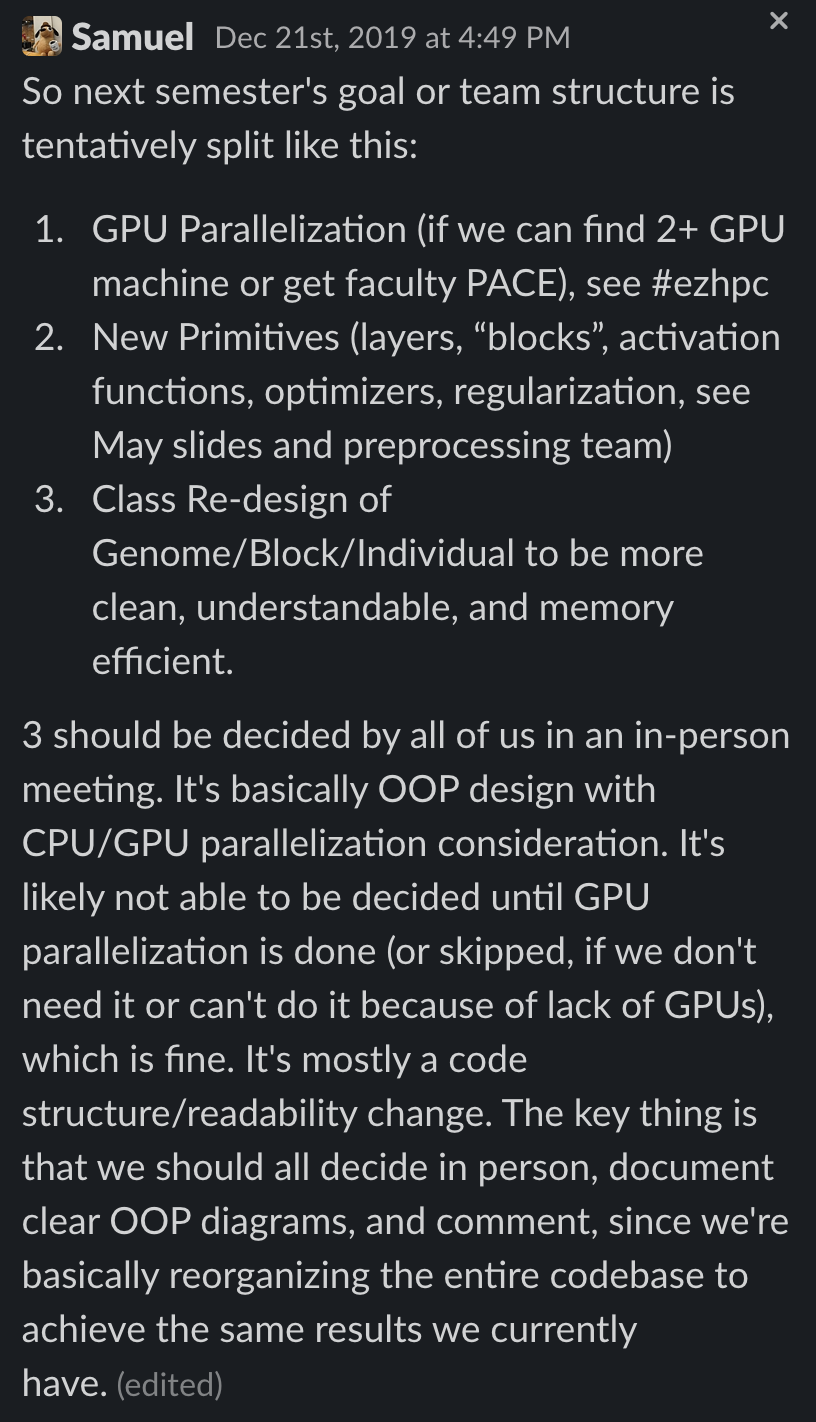 Samuel Dec 21st, 2019 at 4:49 PM
So next semester's goal or team structure is
tentatively split like this:
1. GPU Parallelization (if we can find 2+ GPU
machine or get faculty PACE), see #ezhpc
2. New Primitives (layers, “blocks”, activation
functions, optimizers, regularization, see
May slides and preprocessing team)
3. Class Re-design of
Genome/Block/Individual to be more
clean, understandable, and memory
efficient.
3 should be decided by all of us in an in-person
meeting. It's basically OOP design with
CPU/GPU parallelization consideration. It's
likely not able to be decided until GPU
parallelization is done (or skipped, if we don't
need it or can't do it because of lack of GPUs),
which is fine. It's mostly a code
structure/readability change. The key thing is
that we should all decide in person, document
clear OOP diagrams, and comment, since we're
basically reorganizing the entire codebase to
achieve the same results we currently
have. (edited)